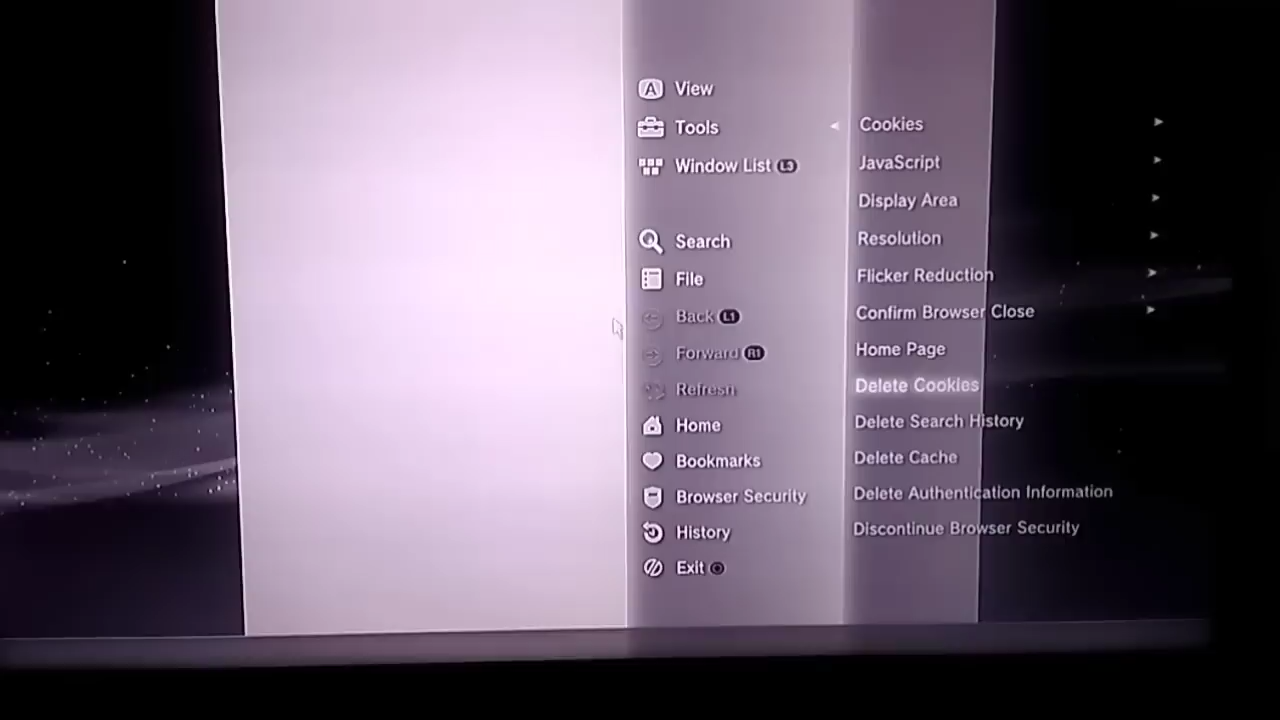 View
Tools
Window List L3
Search
File
Back L1
Forward R1
Refresh
Home
Bookmarks
Browser Security
History
Exit
Cookies
JavaScript
Display Area
Resolution
Flicker Reduction
Confirm Browser Close
Home Page
Delete Cookies
Delete Search History
Delete Cache
Delete Authentication Information
Discontinue Browser Security